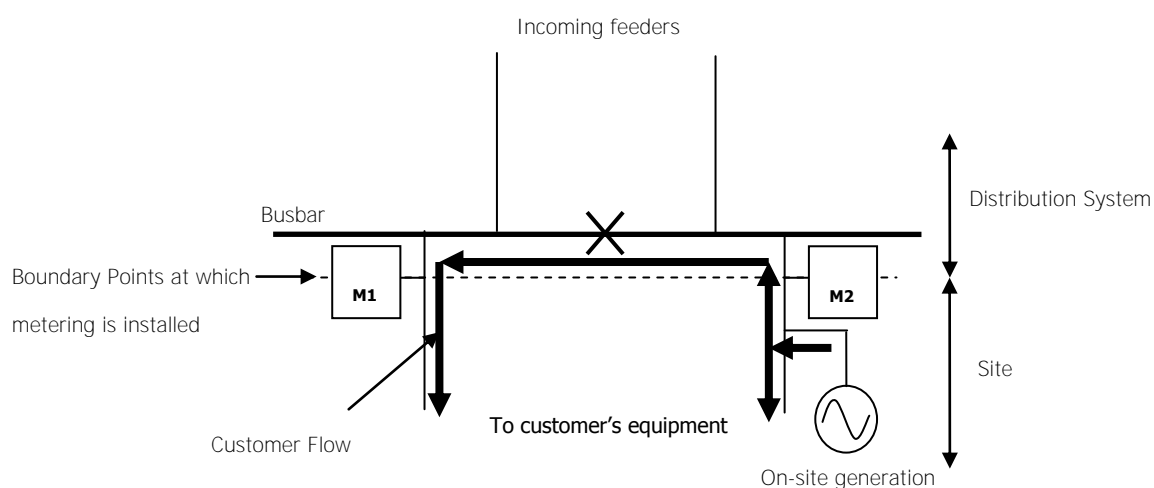 Incoming feeders
Distribution System
Busbar
Boundary Points at which
metering is installed
M1
M2
Site
To customer’s equipment
Customer Flow
On-site generation